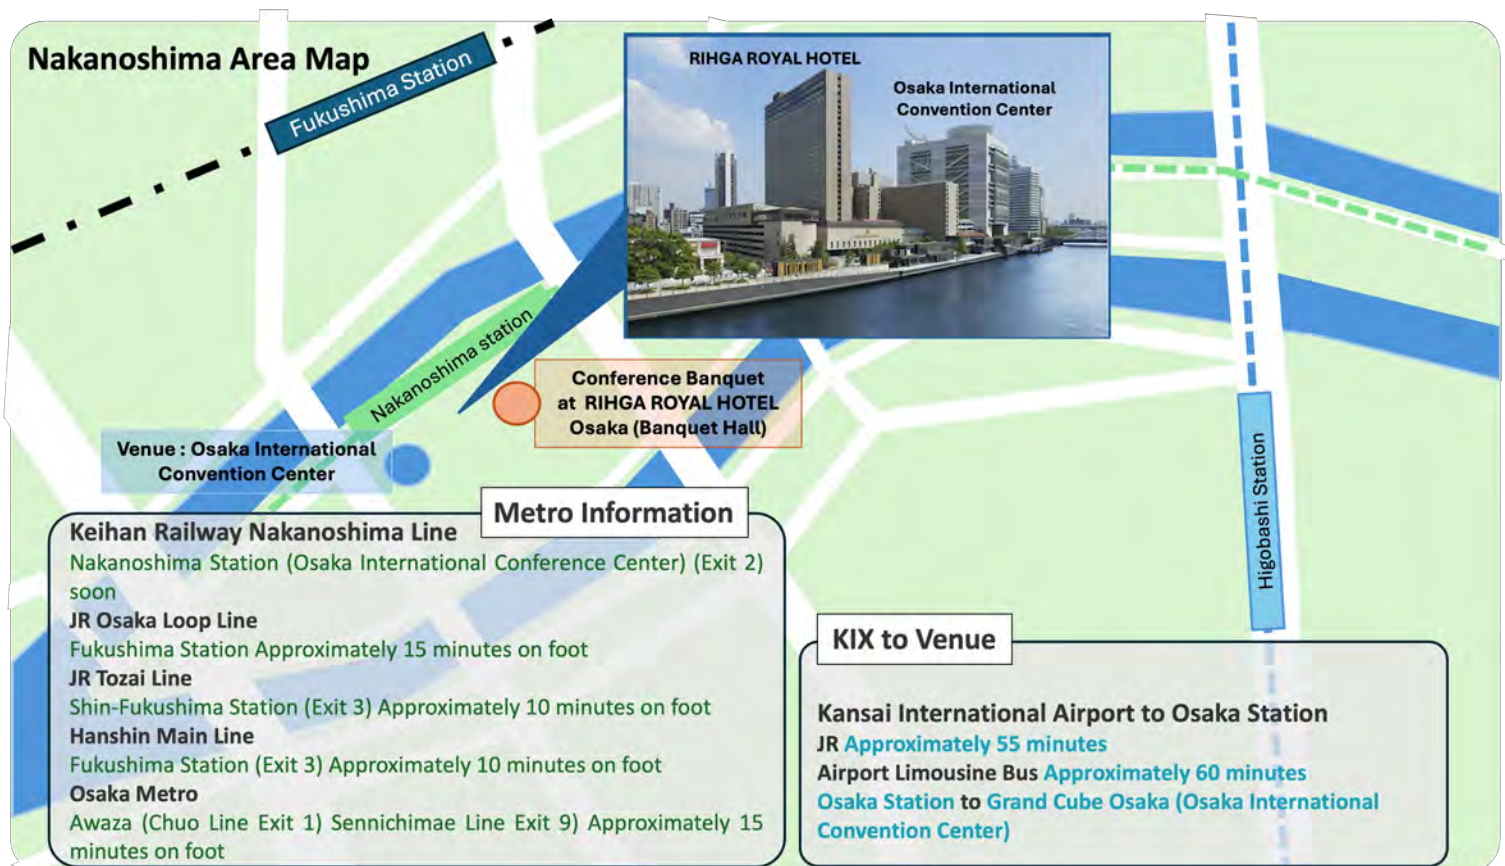 Nakanoshima Area Map
Fukushima Station
RIHGA ROYAL HOTEL
Osaka International
Convention Center
Nakanoshima station
Conference Banquet
at RIHGA ROYAL HOTEL
Osaka (Banquet Hall)
Venue : Osaka International
Convention Center
Higobashi Station
Metro Information
Keihan Railway Nakanoshima Line
Nakanoshima Station (Osaka International Conference Center) (Exit 2)
soon
JR Osaka Loop Line
Fukushima Station Approximately 15 minutes on foot
JR Tozai Line
Shin-Fukushima Station (Exit 3) Approximately 10 minutes on foot
Hanshin Main Line
Fukushima Station (Exit 3) Approximately 10 minutes on foot
Osaka Metro
Awaza (Chuo Line Exit 1) Sennichimae Line Exit 9) Approximately 15
minutes on foot
KIX to Venue
Kansai International Airport to Osaka Station
JR Approximately 55 minutes
Airport Limousine Bus Approximately 60 minutes
Osaka Station to Grand Cube Osaka (Osaka International
Convention Center)